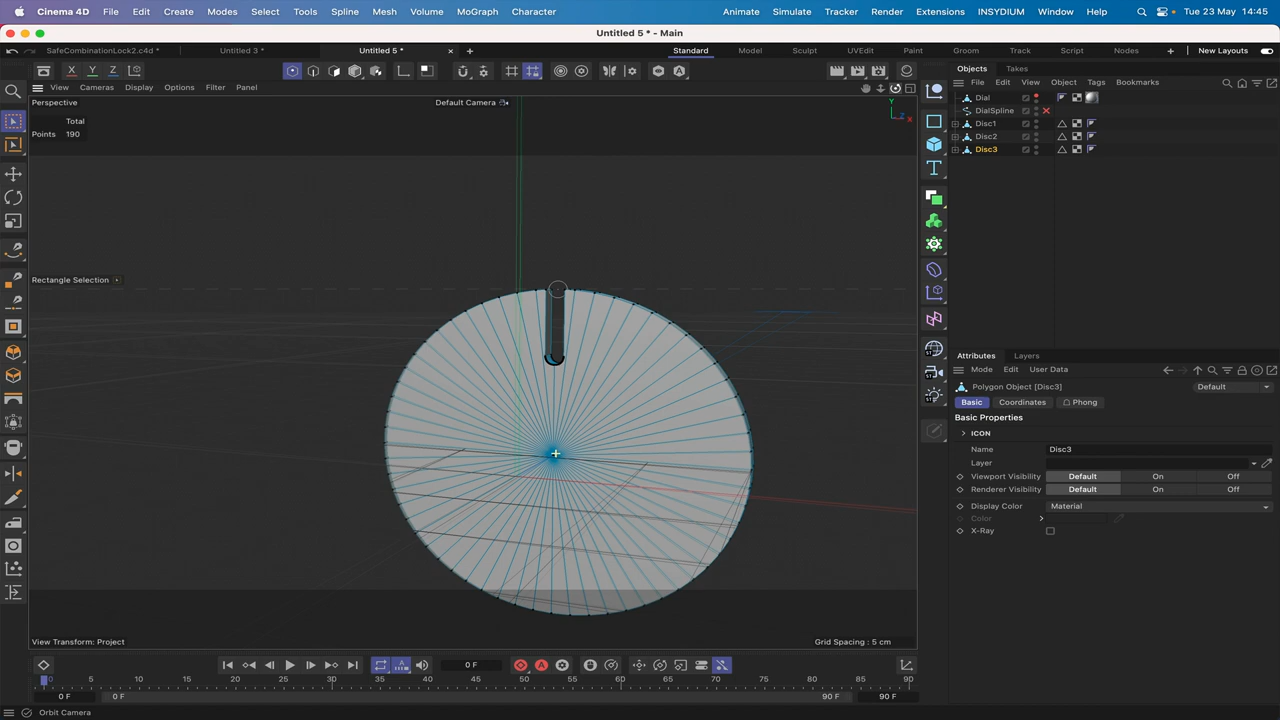 Cinema 4D File Edit Create Modes Select Tools Spline Mesh Volume MoGraph Character Animate Simulate Tracker Render Extensions INSYDIUM Window Help Tue 23 May 14:45
Untitled 5 * - Main
SafeCombinationLock2.c4d * Untitled 3 * Untitled 5 * Standard Model Sculpt UVEdit Paint Groom Track Script Nodes New Layouts
X Y Z
View Cameras Display Options Filter Panel
Perspective Default Camera
Total
Points 190
Y
Z X
Rectangle Selection
View Transform: Project Grid Spacing : 5 cm
Objects Takes
File Edit View Object Tags Bookmarks
Dial
DialSpline
Disc1
Disc2
Disc3
Attributes Layers
Mode Edit User Data
Polygon Object [Disc3] Default
Basic Coordinates Phong
Basic Properties
ICON
Name Disc3
Layer
Viewport Visibility Default On Off
Renderer Visibility Default On Off
Display Color Material
Color
X-Ray
0 F
0 5 10 15 20 25 30 35 40 45 50 55 60 65 70 75 80 85 90
0 F 0 F 90 F 90 F
Orbit Camera